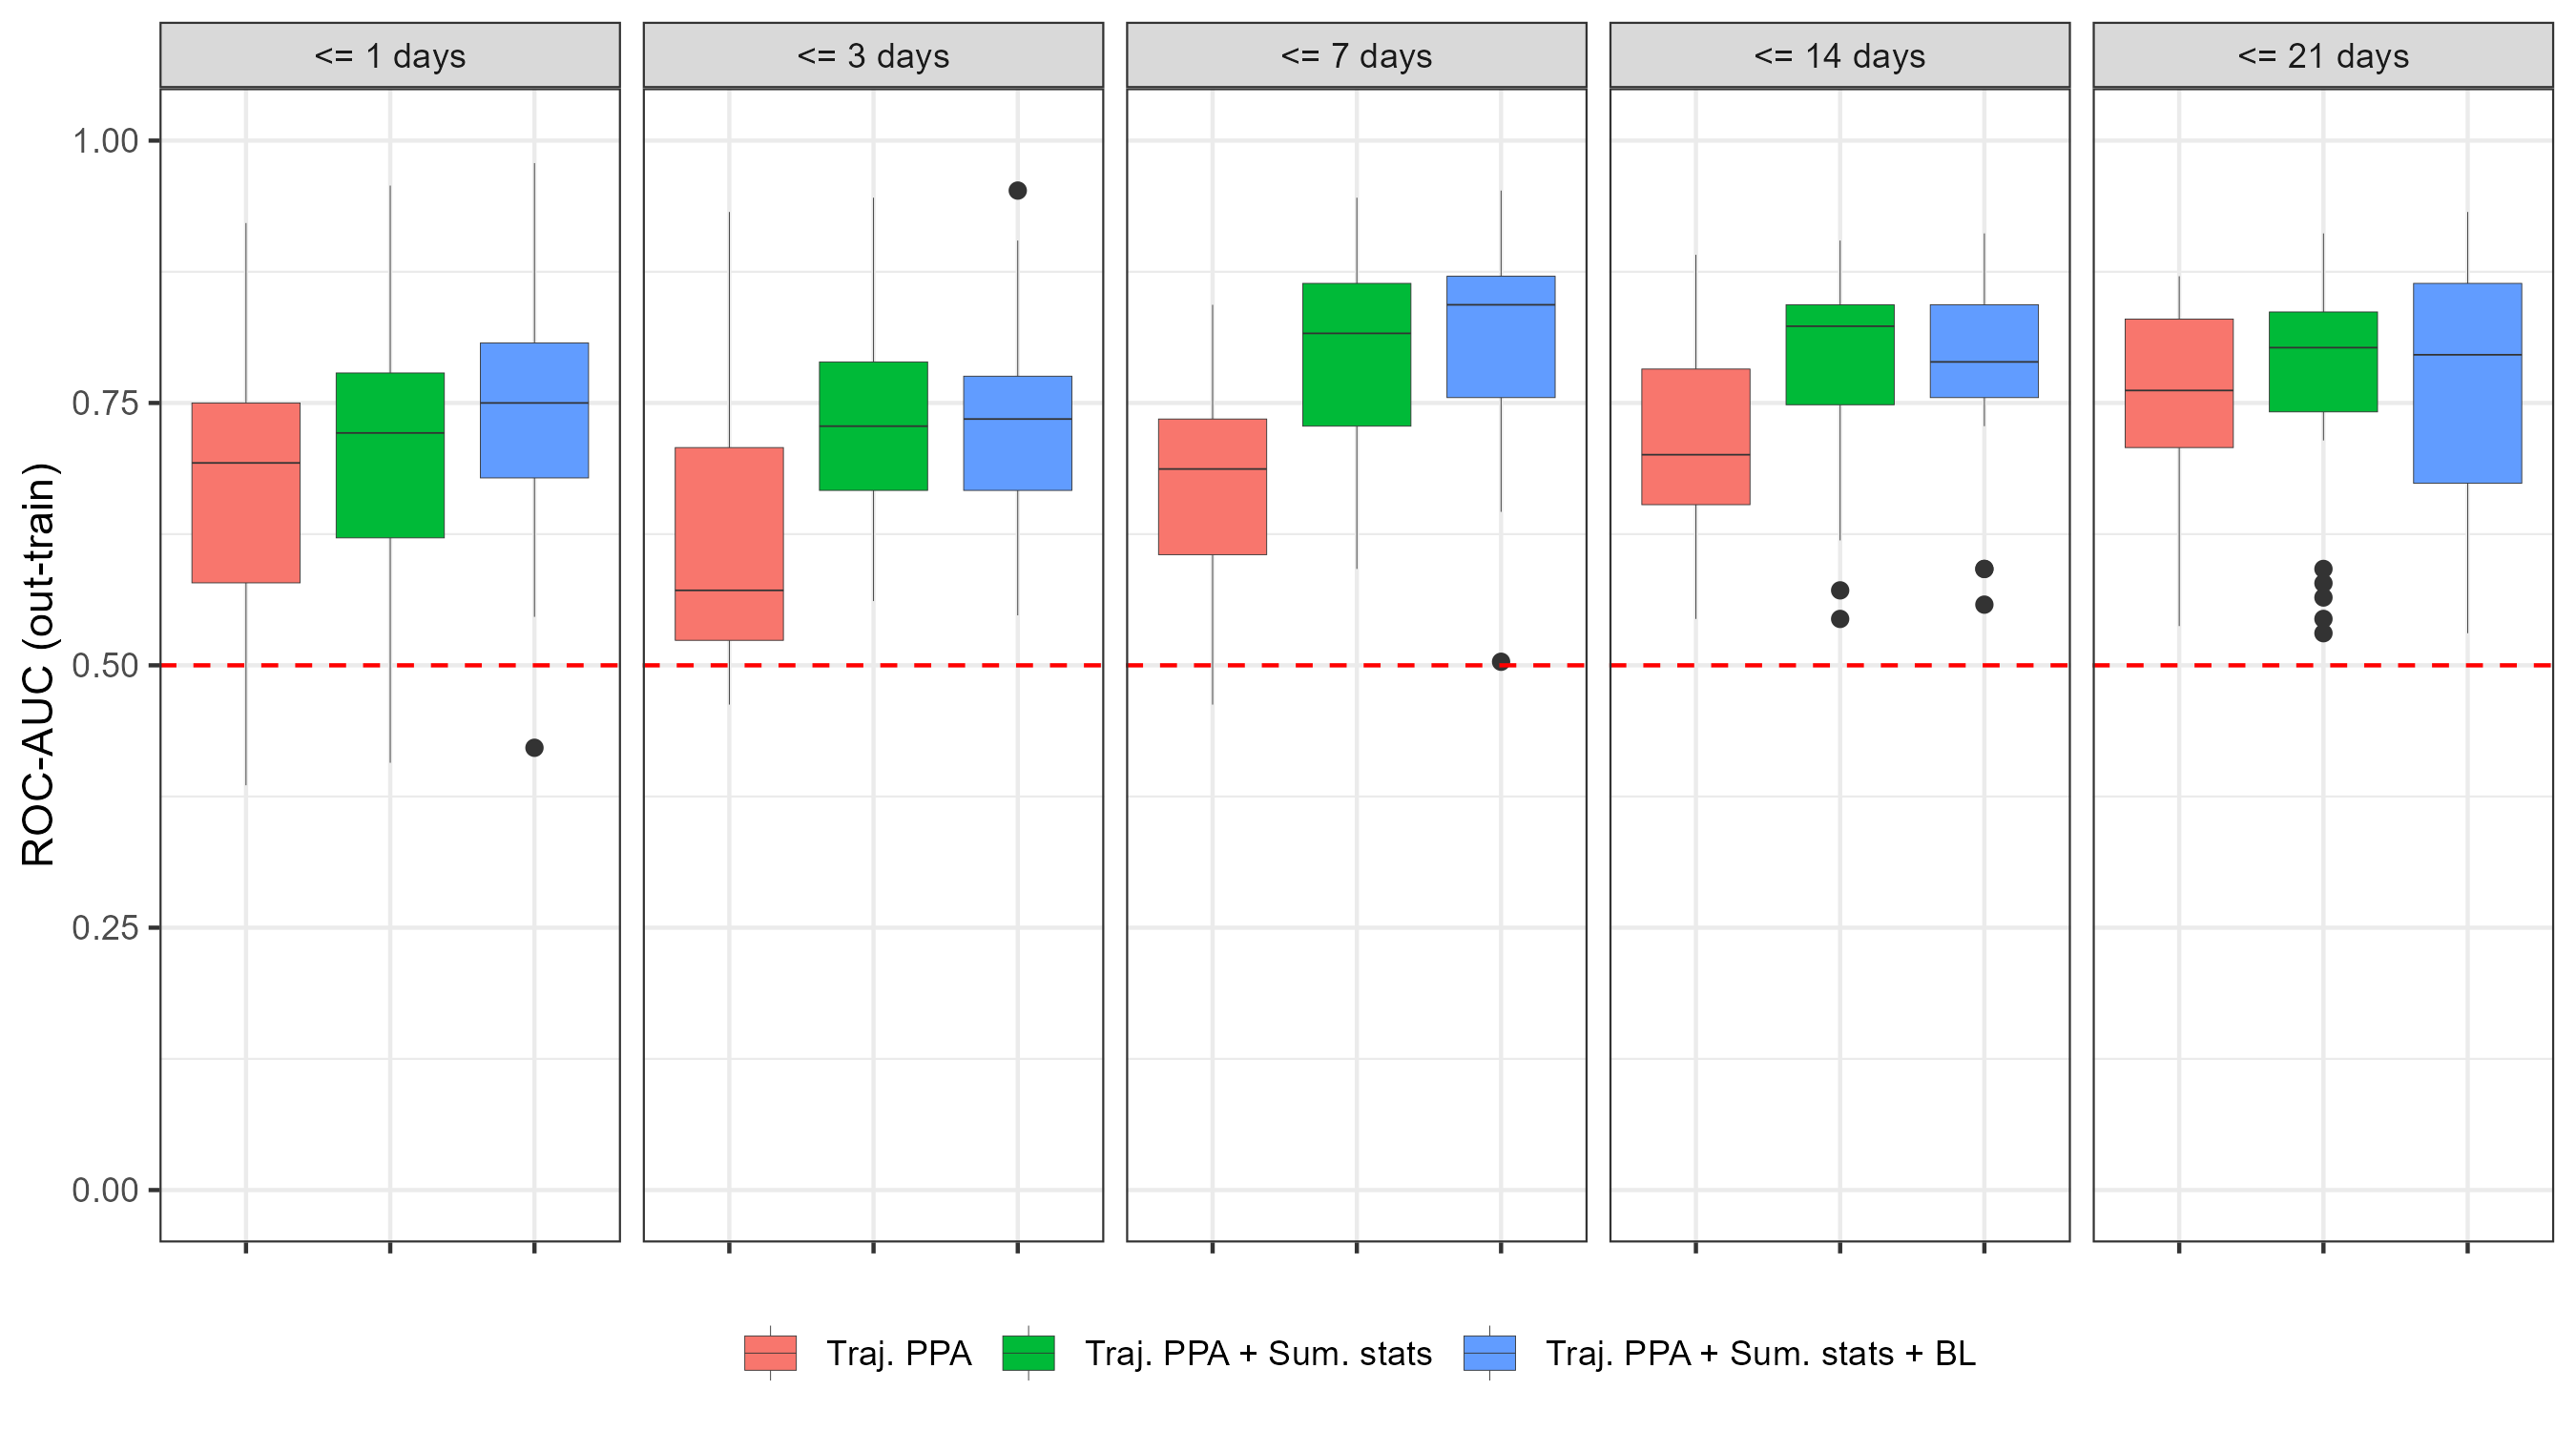 <= 1 days
<= 3 days
<= 7 days
<= 14 days
<= 21 days
ROC-AUC (out-train)
1.00
0.75
0.50
0.25
0.00
Traj. PPA
Traj. PPA + Sum. stats
Traj. PPA + Sum. stats + BL